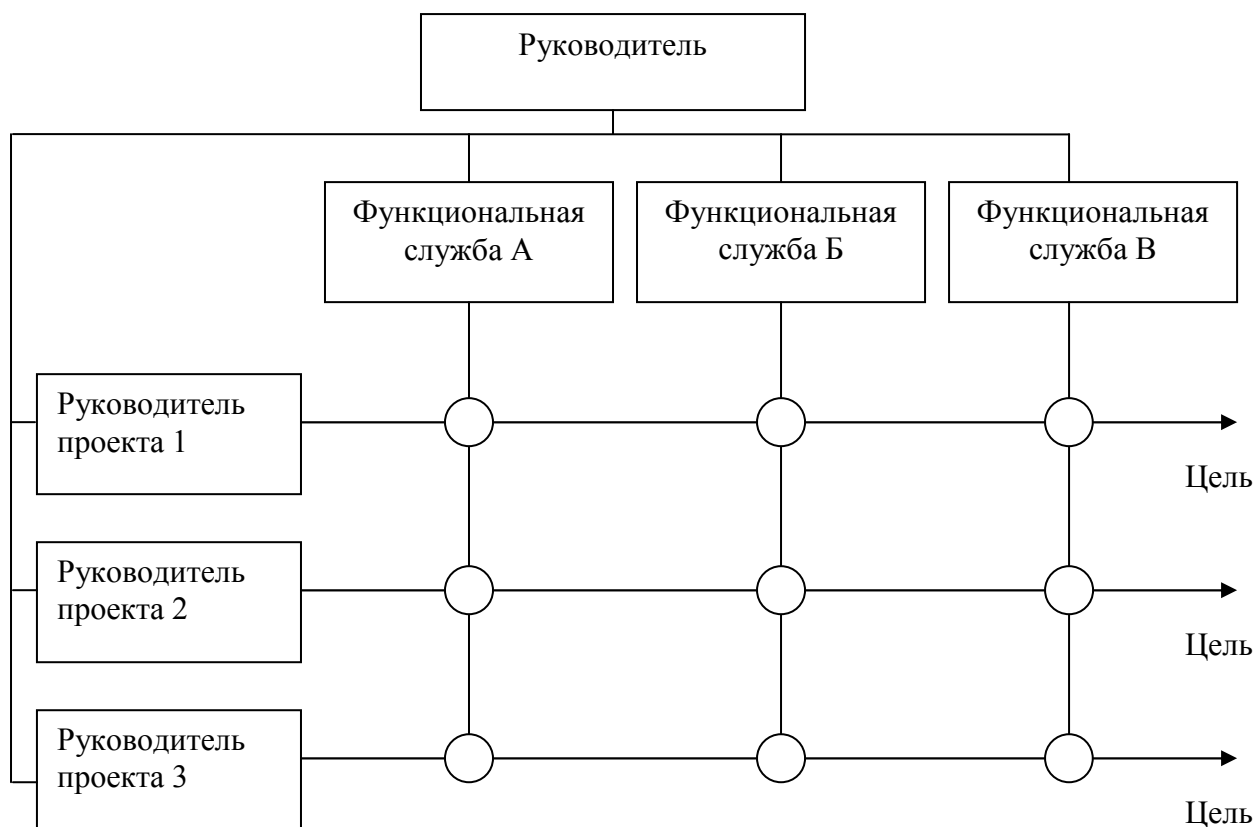 Руководитель
Функциональная
служба А
Функциональная
служба Б
Функциональная
служба В
Руководитель
проекта 1
Цель
Руководитель
проекта 2
Цель
Руководитель
проекта 3
Цель